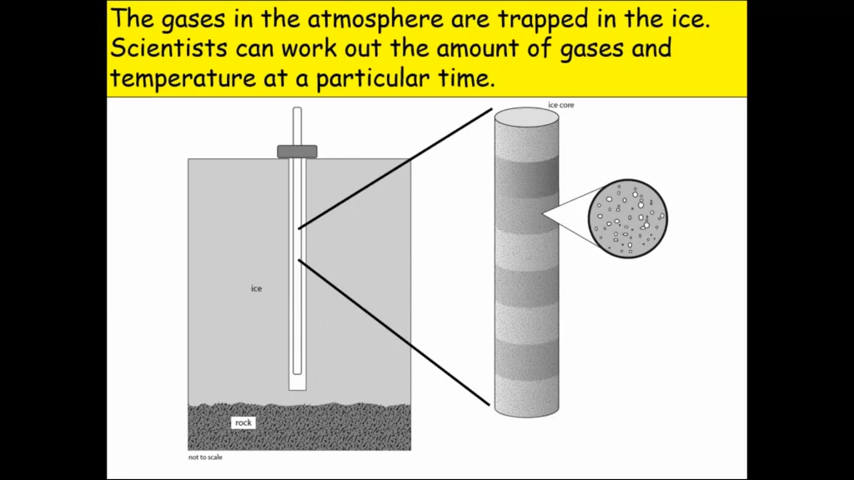 The gases in the atmosphere are trapped in the ice.
Scientists can work out the amount of gases and
temperature at a particular time.
ice core
ice
rock
not to scale